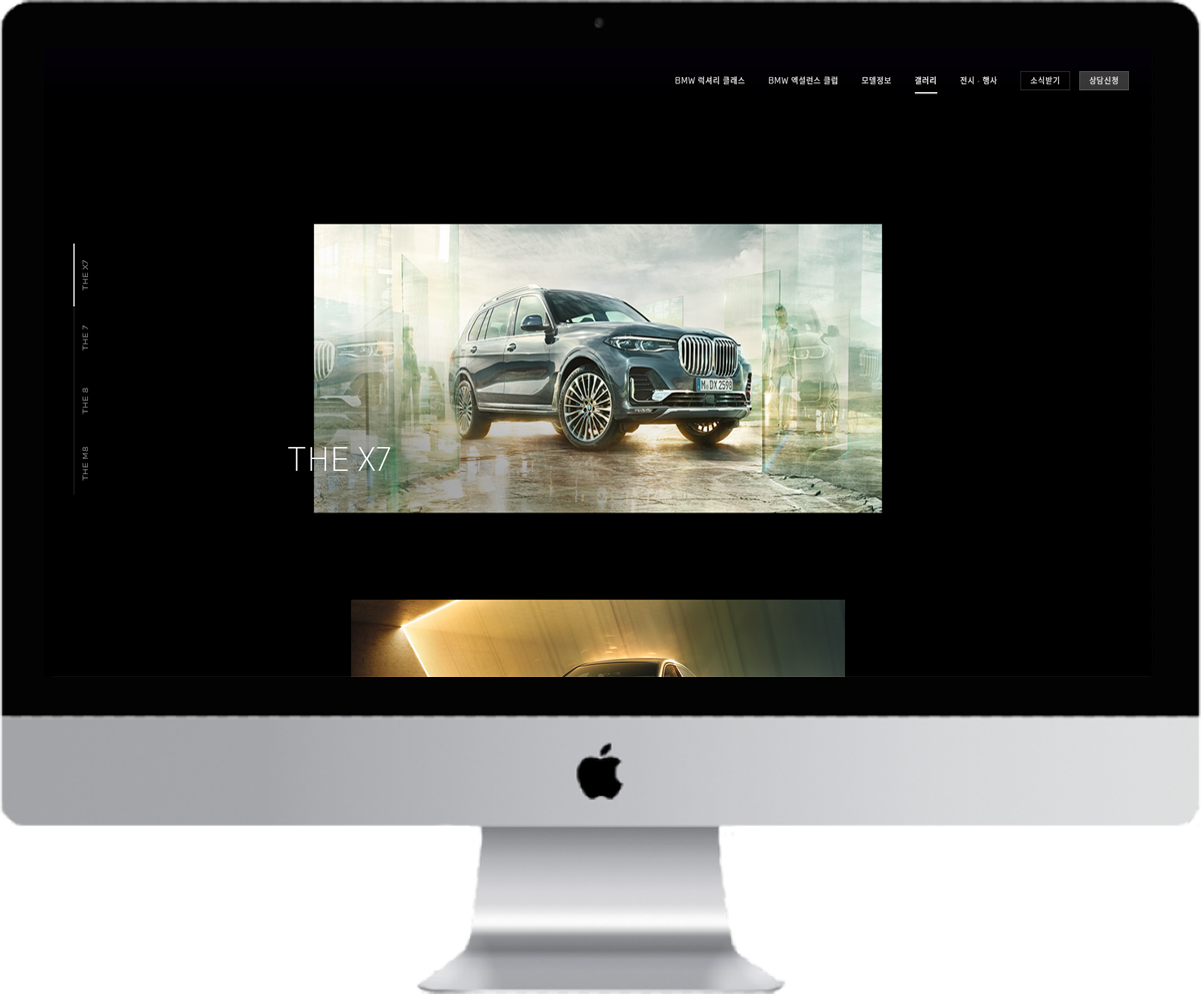 BMW 럭셔리 클래스 BMW 엑설런스 클럽 모델정보 갤러리 전시 · 행사 소식받기 상담신청
THE X7
THE 7
THE 8
THE M8
M:DX 2598
THE X7